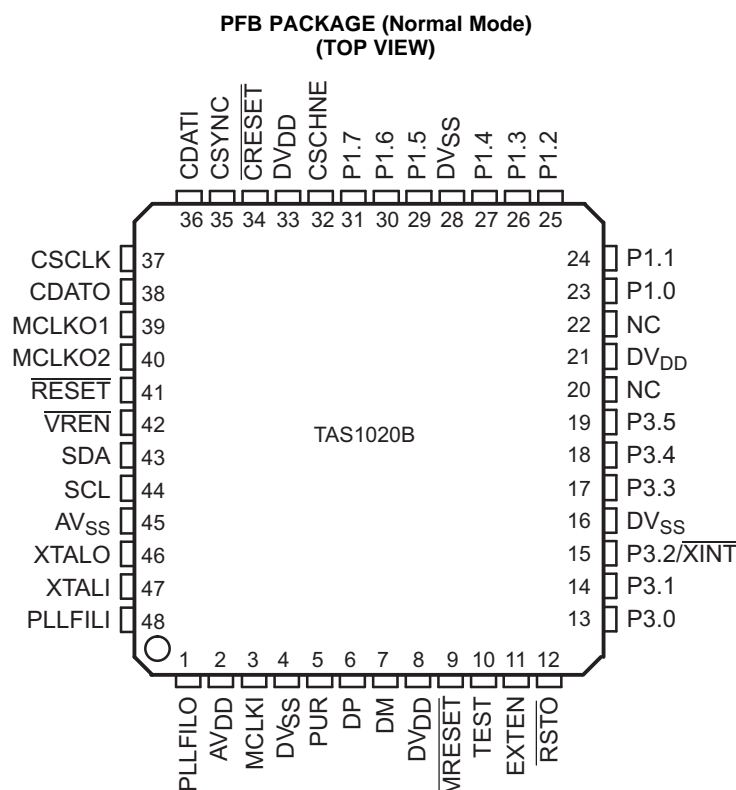 PFB PACKAGE (Normal Mode)
(TOP VIEW)
CDATI
CSYNC
CRESET
DVDD
CSCHNE
P1.7
P1.6
P1.5
DVSS
P1.4
P1.3
P1.2
36 35 34 33 32 31 30 29 28 27 26 25
CSCLK 37 24 P1.1
CDATO 38 23 P1.0
MCLKO1 39 22 NC
MCLKO2 40 21 DVDD
RESET 41 20 NC
VREN 42 19 P3.5
TAS1020B
SDA 43 18 P3.4
SCL 44 17 P3.3
AVSS 45 16 DVSS
XTALO 46 15 P3.2/XINT
XTALI 47 14 P3.1
PLLFILI 48 13 P3.0
1 2 3 4 5 6 7 8 9 10 11 12
PLLFILO
AVDD
MCLKI
DVSS
PUR
DP
DM
DVDD
MRESET
TEST
EXTEN
RSTO